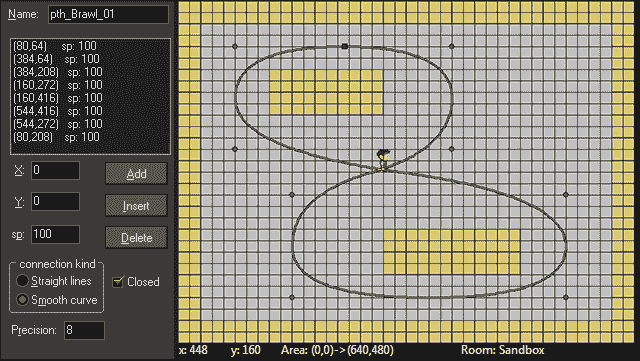 Name: pth_Brawl_01
(80,64) sp: 100
(384,64) sp: 100
(384,208) sp: 100
(160,272) sp: 100
(160,416) sp: 100
(544,416) sp: 100
(544,272) sp: 100
(80,208) sp: 100
X: 0 Add
Y: 0 Insert
sp: 100 Delete
connection kind
Straight lines Closed
Smooth curve
Precision: 8
x: 448 y: 160 Area: (0,0)->(640,480) Room: Sandbox